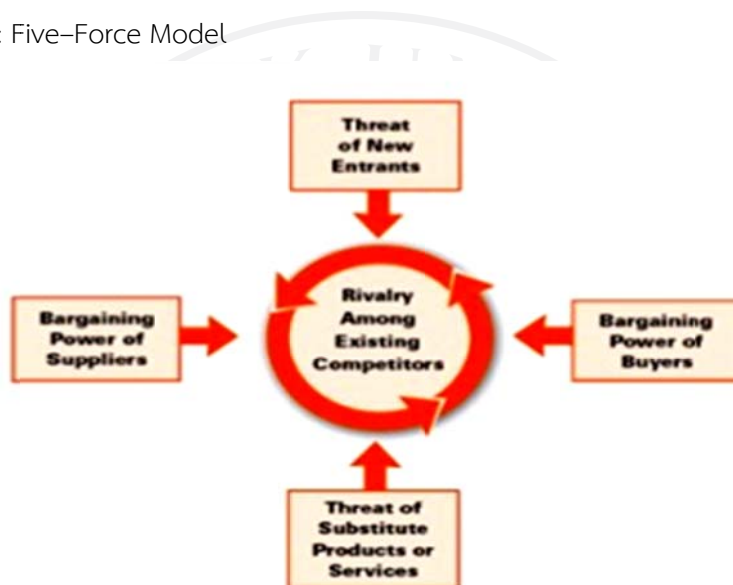 : Five–Force Model
Threat
of New
Entrants
Bargaining
Power of
Suppliers
Rivalry
Among
Existing
Competitors
Bargaining
Power of
Buyers
Threat of
Substitute
Products or
Services